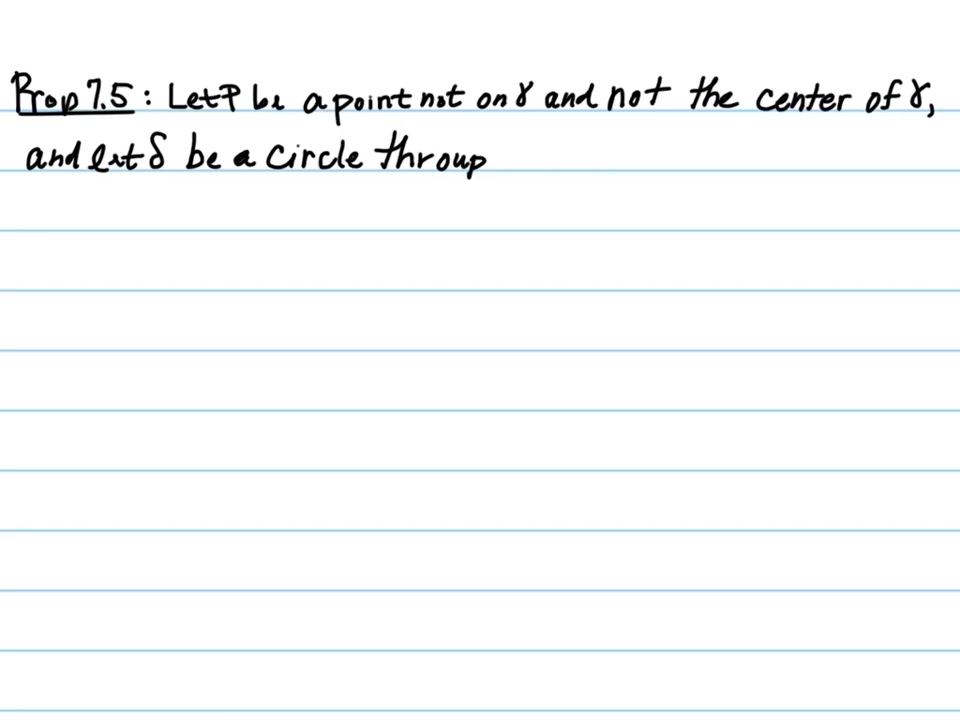 Prop 7.5: Let P be a point not on γ and not the center of γ,
and let δ be a circle throup